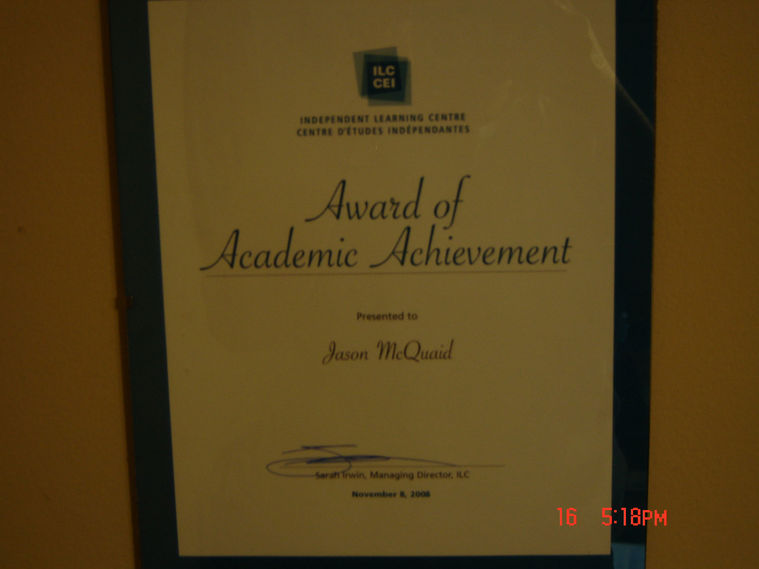 ILC
CEI
INDEPENDENT LEARNING CENTRE
CENTRE D'ÉTUDES INDÉPENDANTES
Award of
Academic Achievement
Presented to
Jason McQuaid
Sarah Irwin, Managing Director, ILC
November 8, 2008
16 5:18PM